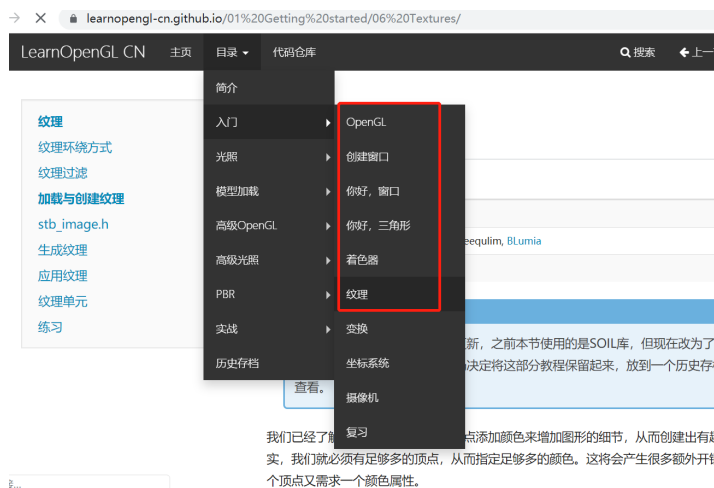 learnopengl-cn.github.io/01%20Getting%20started/06%20Textures/
LearnOpenGL CN 主页 目录 代码仓库 搜索 上一
简介
入门
光照
模型加载
高级OpenGL
高级光照
PBR
实战
历史存档
OpenGL
创建窗口
你好，窗口
你好，三角形
着色器
纹理
变换
坐标系统
摄像机
复习
纹理
纹理环绕方式
纹理过滤
加载与创建纹理
stb_image.h
生成纹理
应用纹理
纹理单元
练习
eequlim, BLumia
新，之前本节使用的是SOIL库，但现在改为了
决定将这部分教程保留起来，放到一个历史存
查看。
我们已经了 点添加颜色来增加图形的细节，从而创建出有
实，我们就必须有足够多的顶点，从而指定足够多的颜色。这将会产生很多额外开
个顶点又需求一个颜色属性。